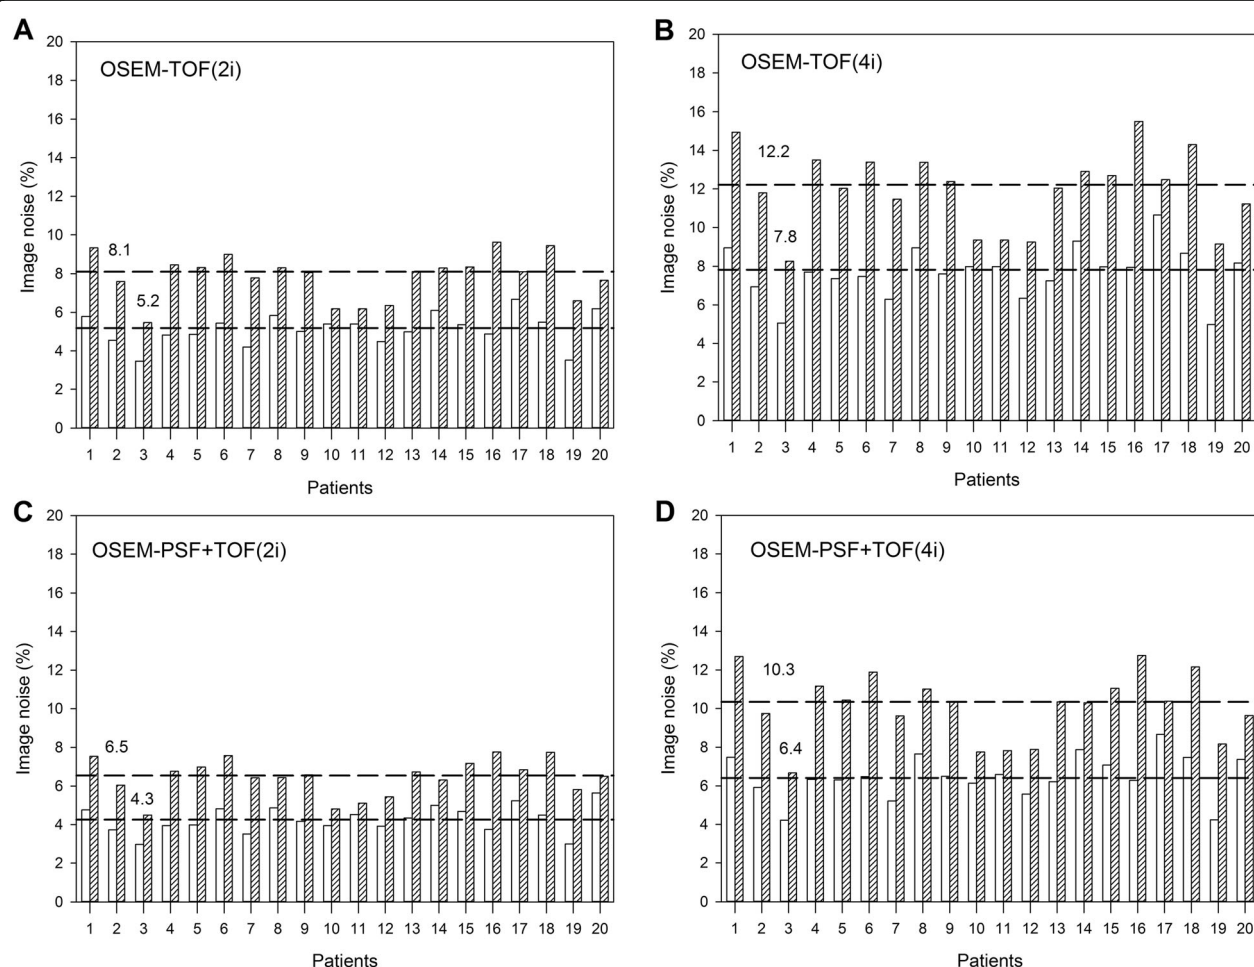 A
OSEM-TOF(2i)
Image noise (%)
20
18
16
14
12
10
8
6
4
2
0
8.1
5.2
1 2 3 4 5 6 7 8 9 10 11 12 13 14 15 16 17 18 19 20
Patients
B
OSEM-TOF(4i)
Image noise (%)
20
18
16
14
12
10
8
6
4
2
0
12.2
7.8
1 2 3 4 5 6 7 8 9 10 11 12 13 14 15 16 17 18 19 20
Patients
C
OSEM-PSF+TOF(2i)
Image noise (%)
20
18
16
14
12
10
8
6
4
2
0
6.5
4.3
1 2 3 4 5 6 7 8 9 10 11 12 13 14 15 16 17 18 19 20
Patients
D
OSEM-PSF+TOF(4i)
Image noise (%)
20
18
16
14
12
10
8
6
4
2
0
10.3
6.4
1 2 3 4 5 6 7 8 9 10 11 12 13 14 15 16 17 18 19 20
Patients